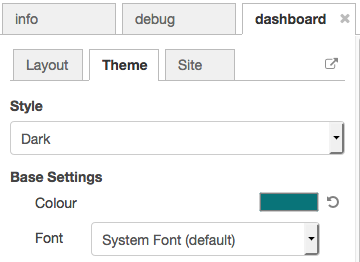 info debug dashboard
Layout Theme Site
Style
Dark
Base Settings
Colour
Font System Font (default)